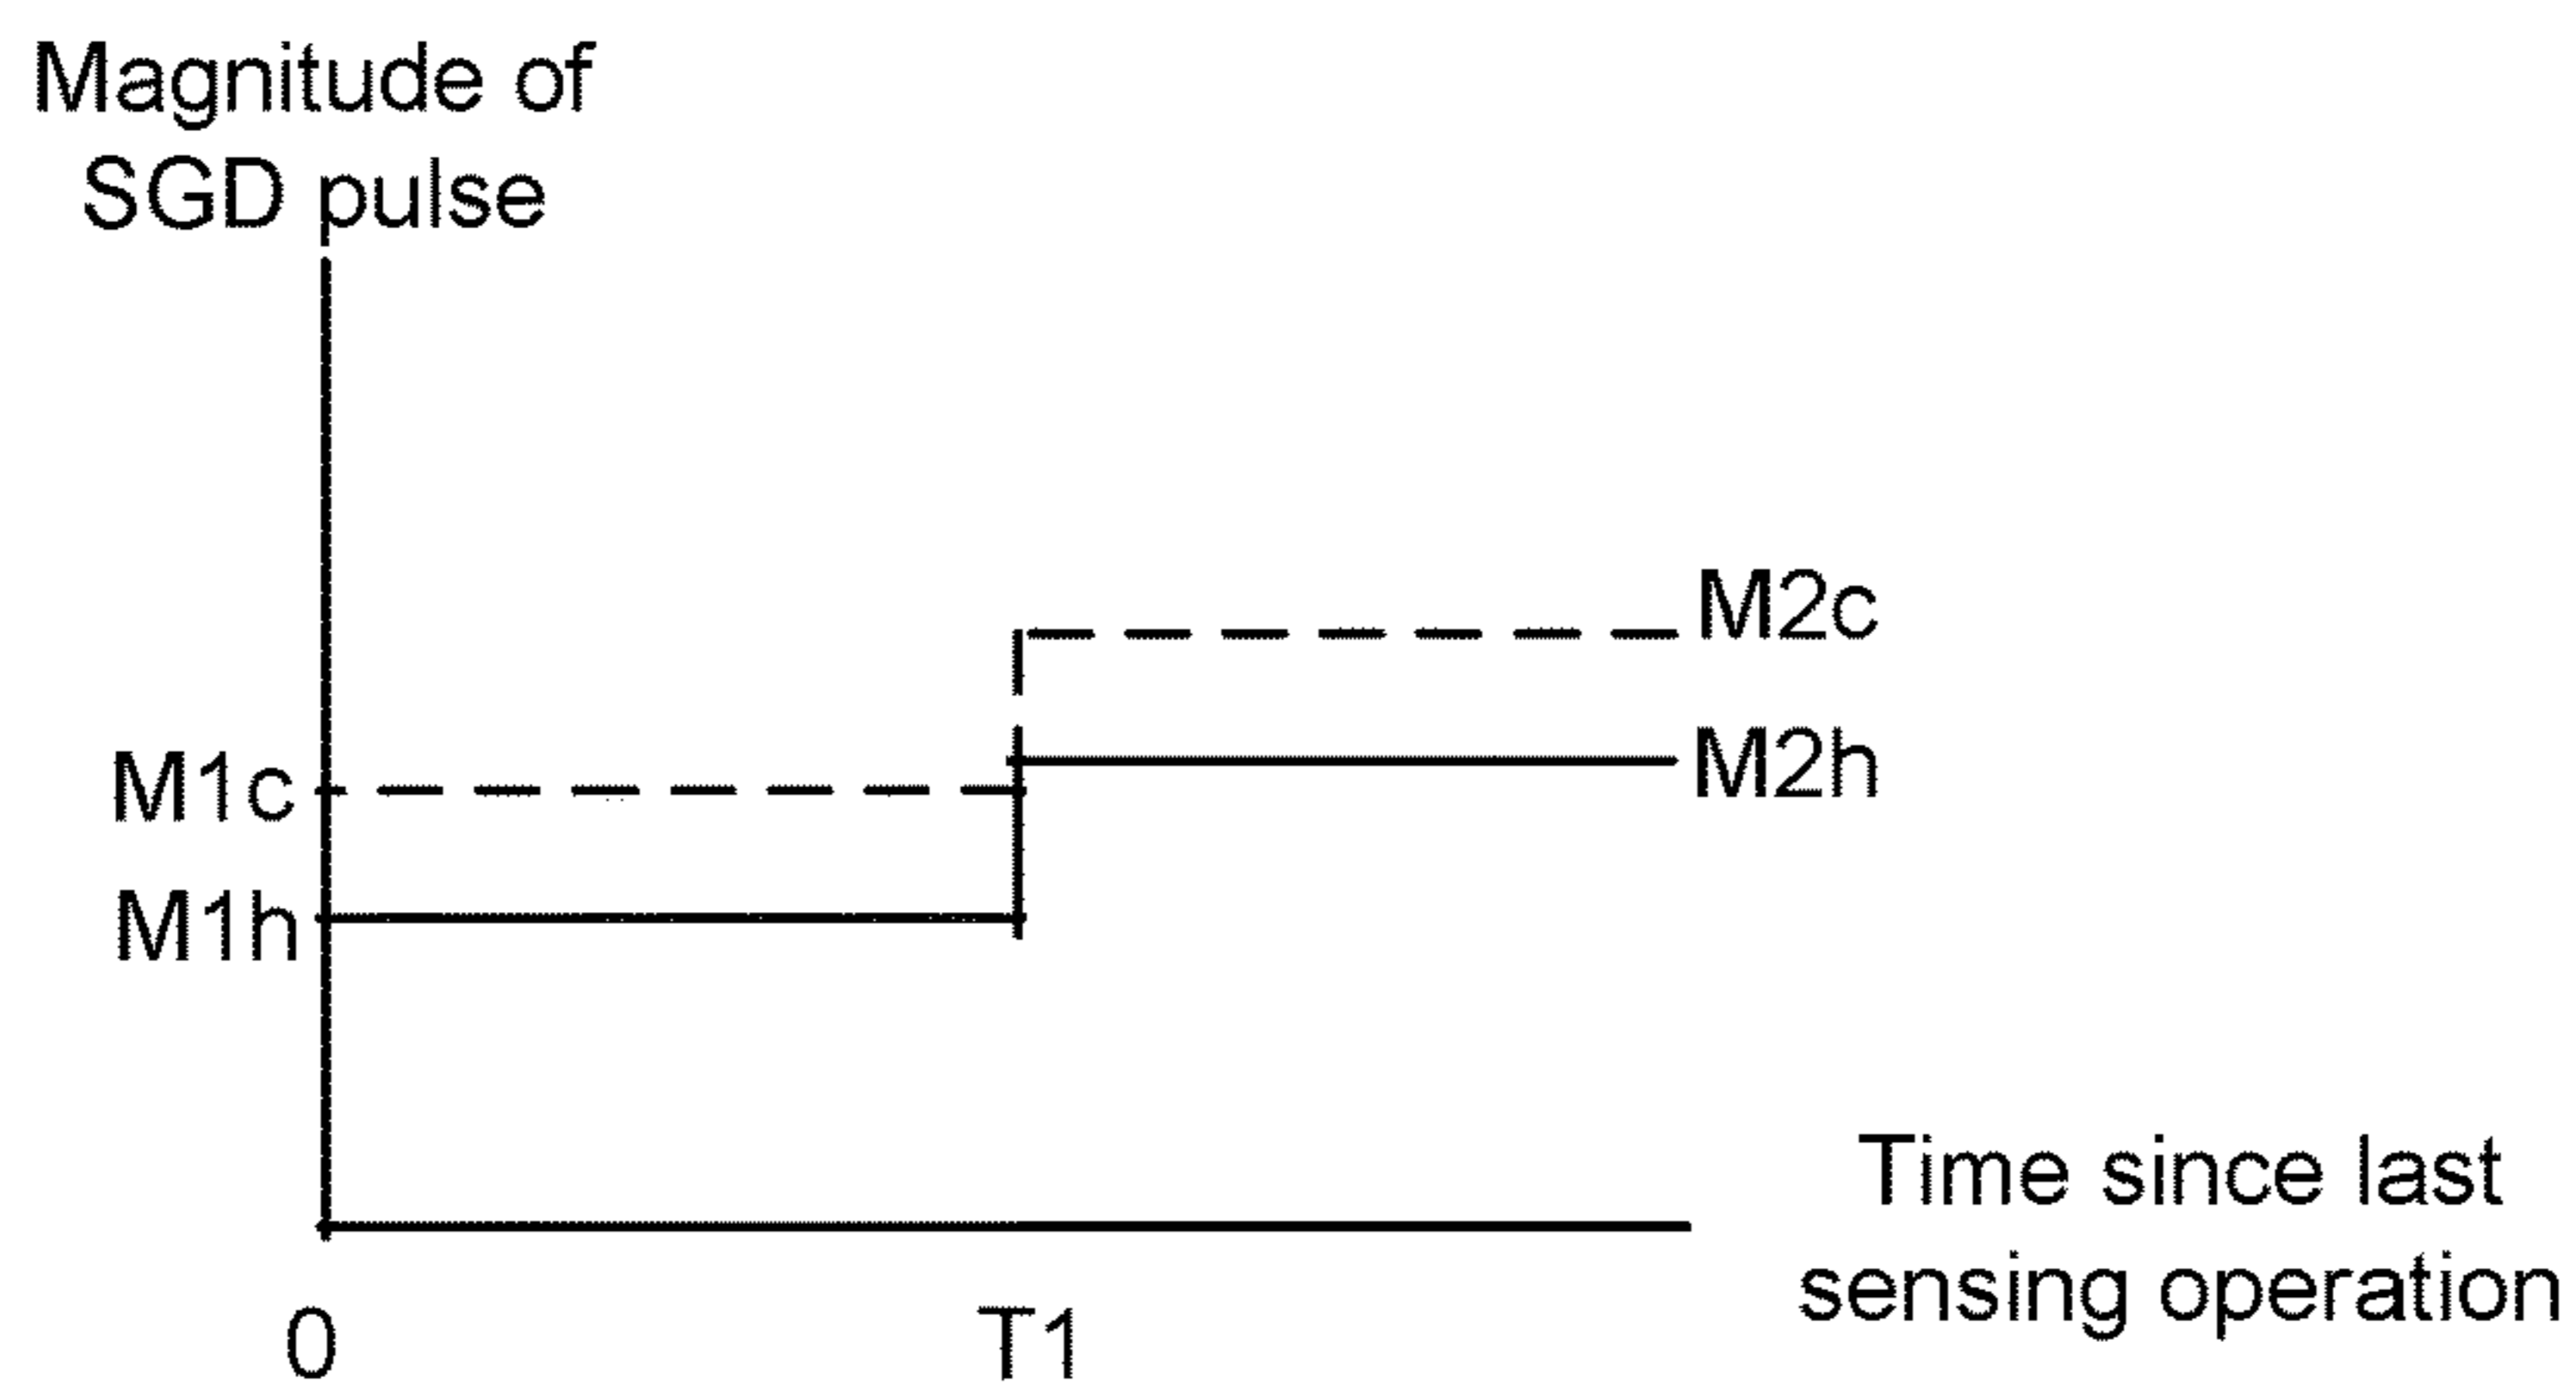 Magnitude of
SGD pulse
M2c
M2h
M1c
M1h
Time since last
sensing operation
0
T1